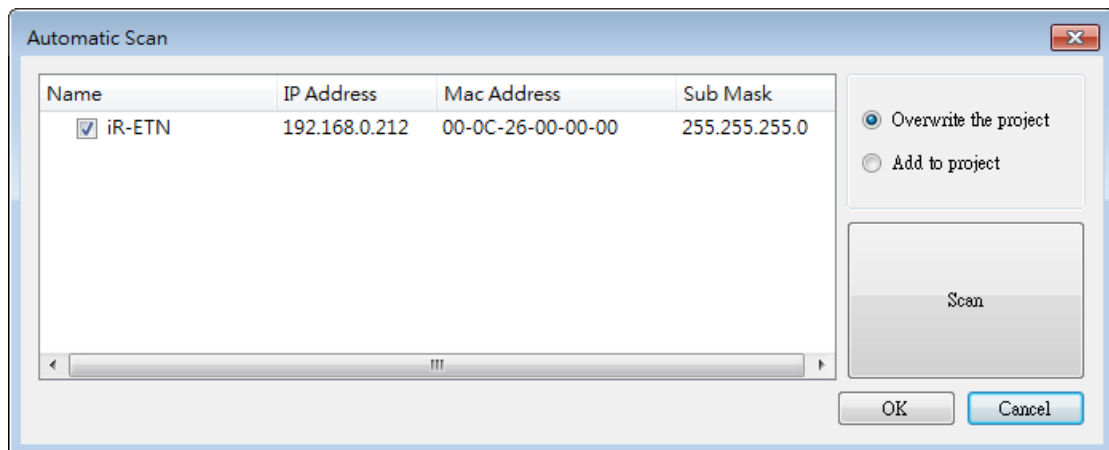 Automatic Scan
Name IP Address Mac Address Sub Mask
iR-ETN 192.168.0.212 00-0C-26-00-00-00 255.255.255.0
Overwrite the project
Add to project
Scan
OK Cancel